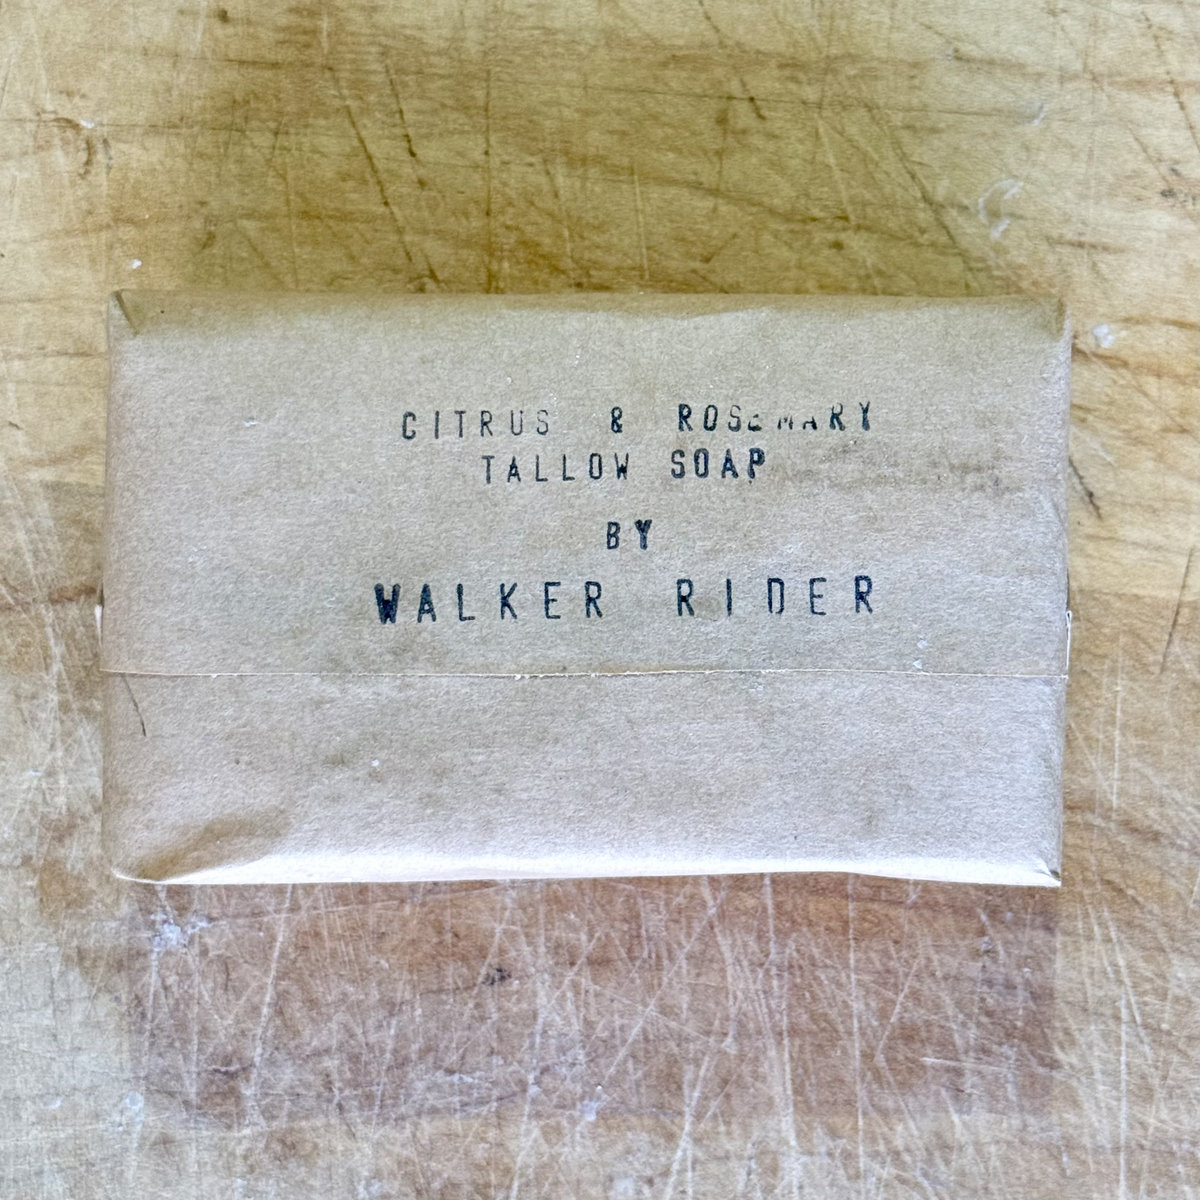 CITRUS & ROSEMARY
TALLOW SOAP
BY
WALKER RIDER